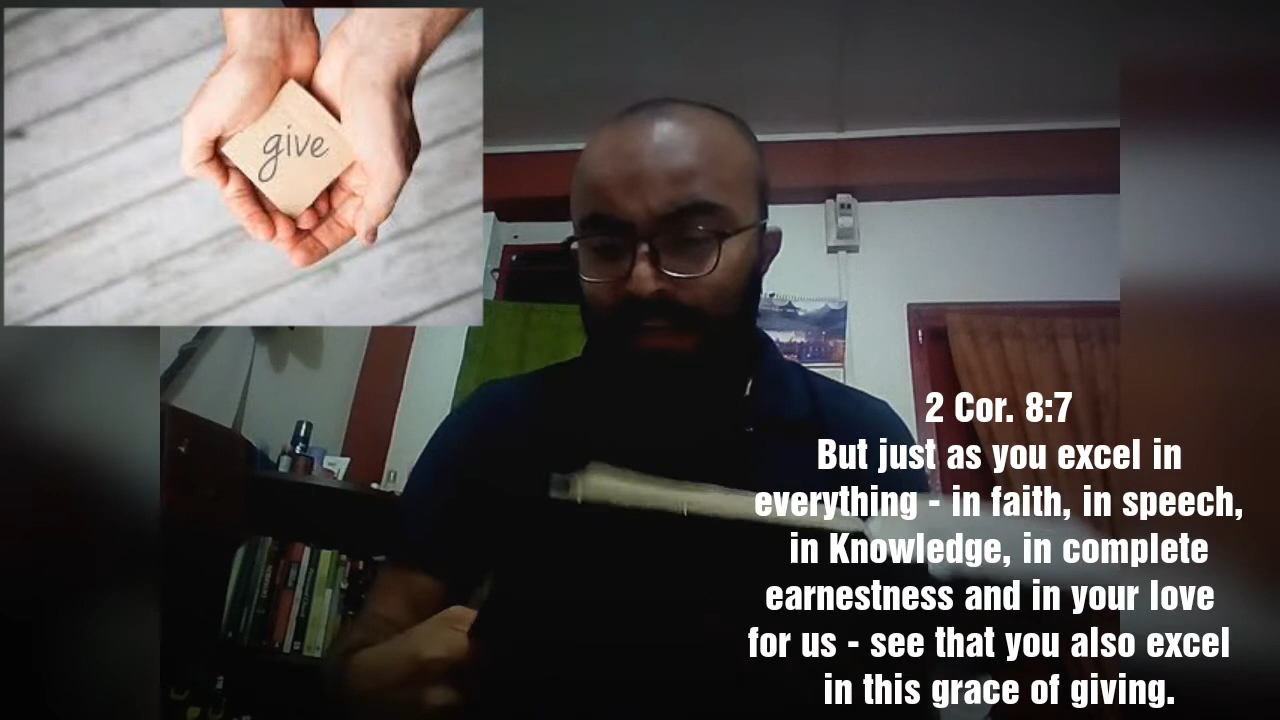 give
2 Cor. 8:7
But just as you excel in
everything - in faith, in speech,
in Knowledge, in complete
earnestness and in your love
for us - see that you also excel
in this grace of giving.